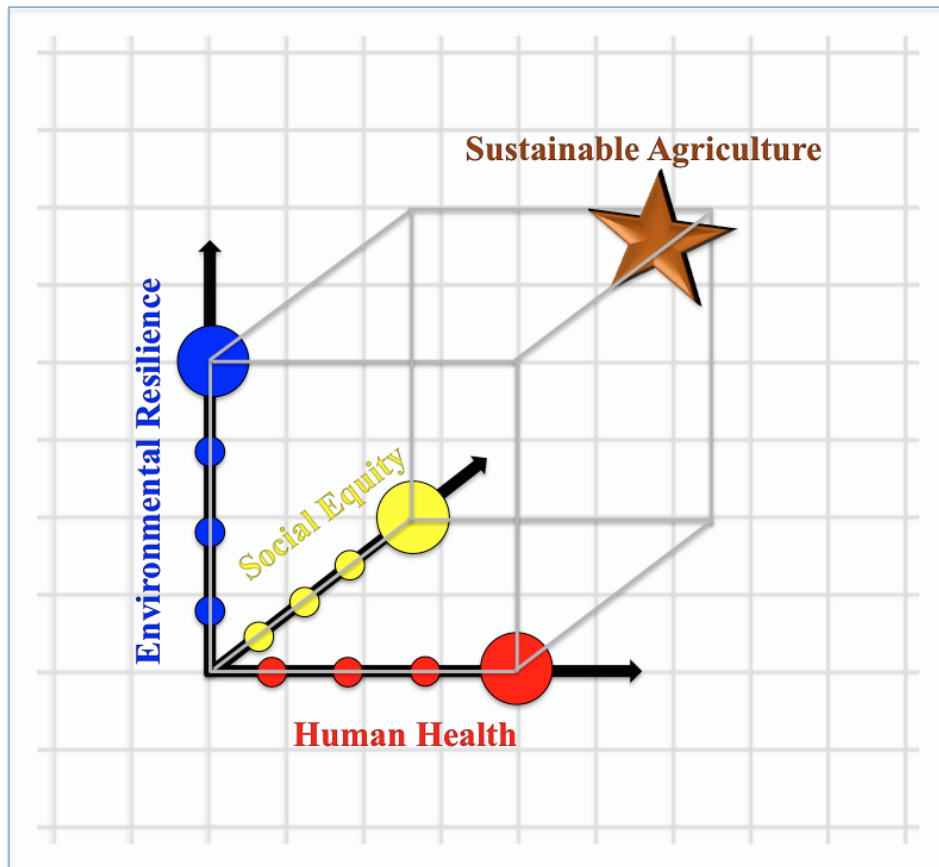 Sustainable Agriculture
Environmental Resilience
Social Equity
Human Health